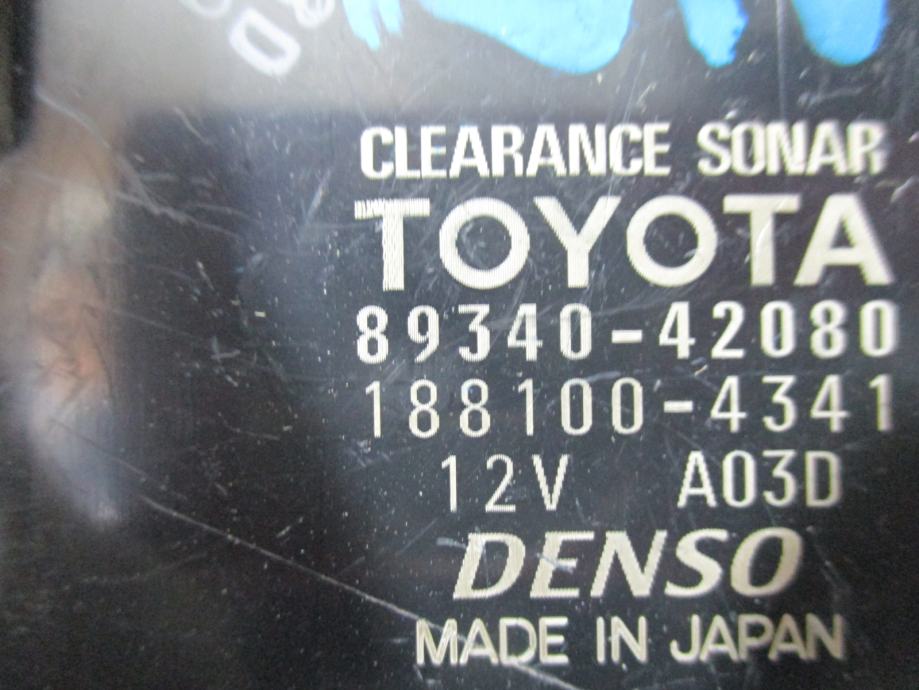 CLEARANCE SONAR
TOYOTA
89340-42080
188100-4341
12V A03D
DENSO
MADE IN JAPAN